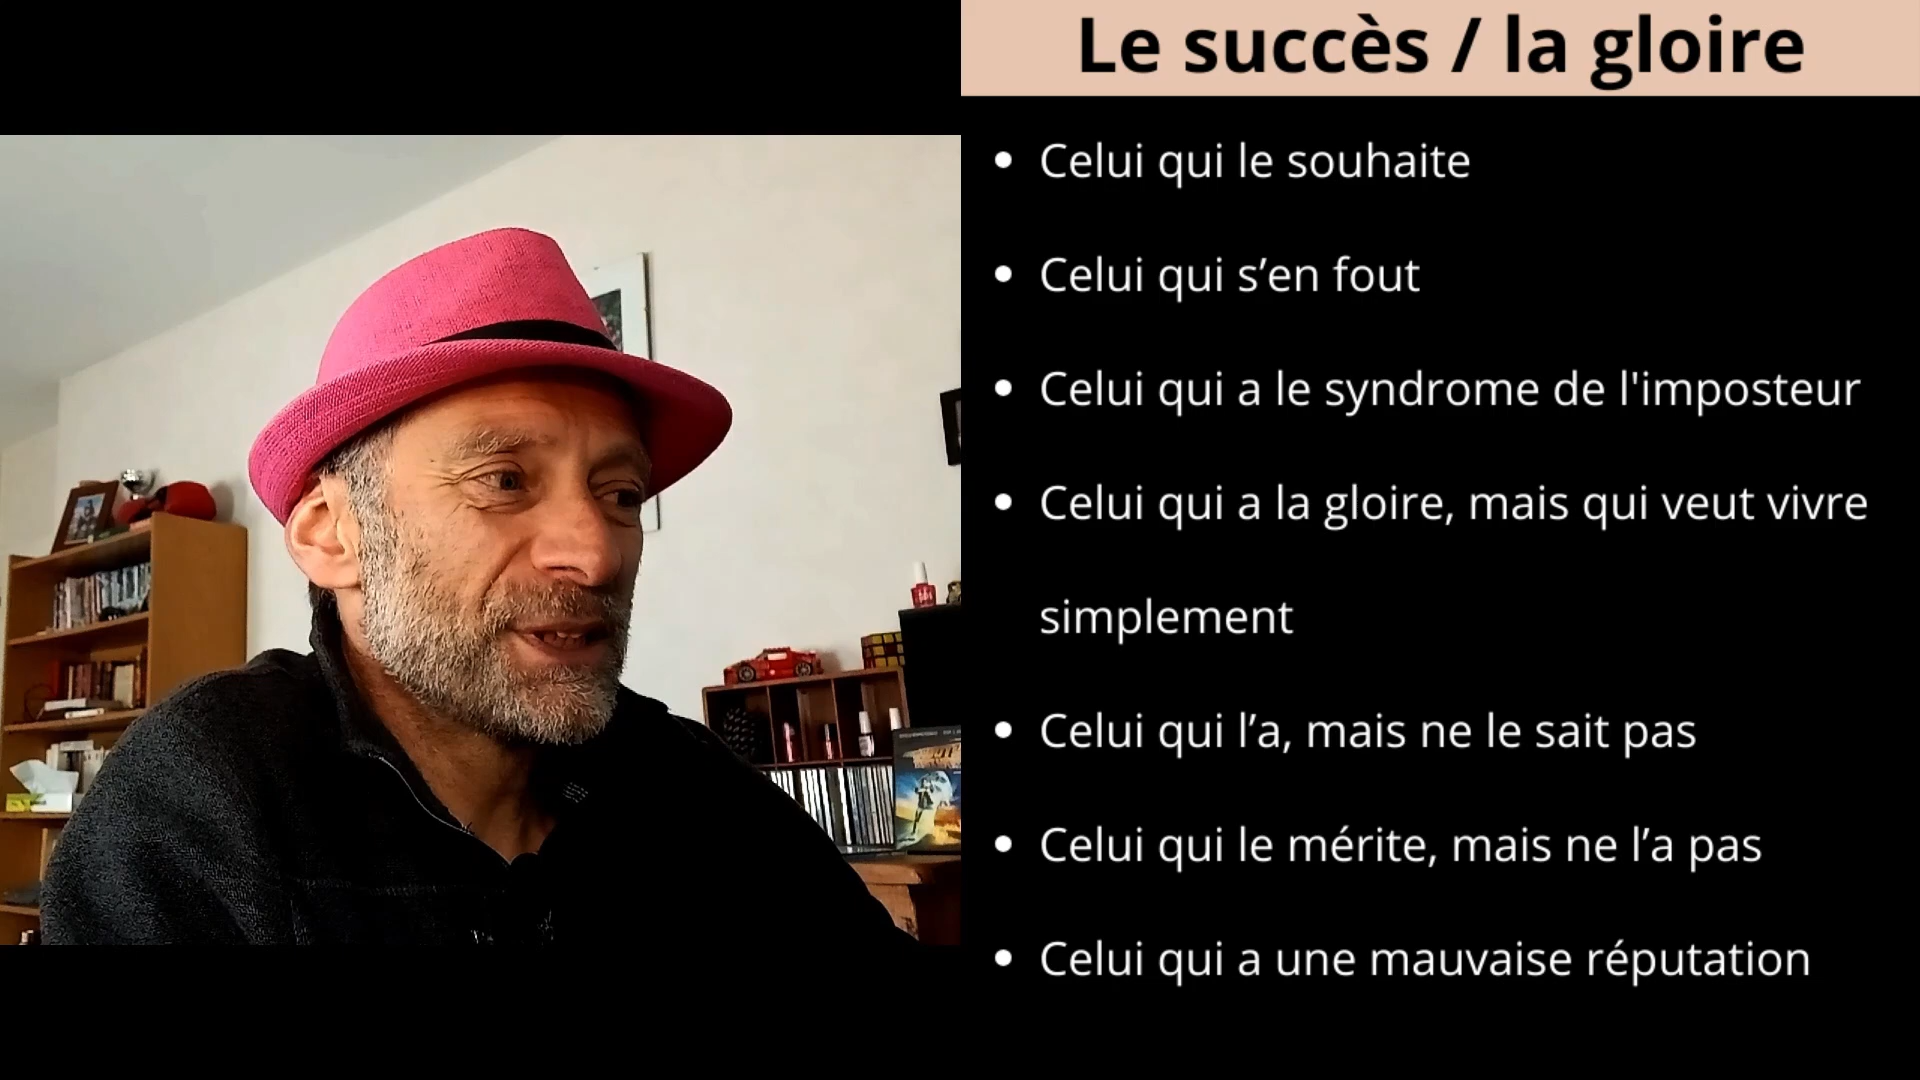 Le succès / la gloire
• Celui qui le souhaite
• Celui qui s’en fout
• Celui qui a le syndrome de l'imposteur
• Celui qui a la gloire, mais qui veut vivre
simplement
• Celui qui l’a, mais ne le sait pas
• Celui qui le mérite, mais ne l’a pas
• Celui qui a une mauvaise réputation